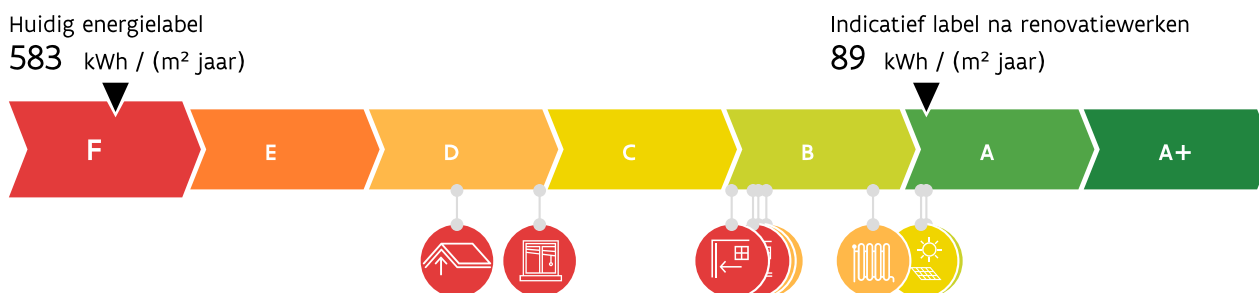 Huidig energielabel
583 kWh / (m² jaar)
Indicatief label na renovatiewerken
89 kWh / (m² jaar)
F E D C B A A+